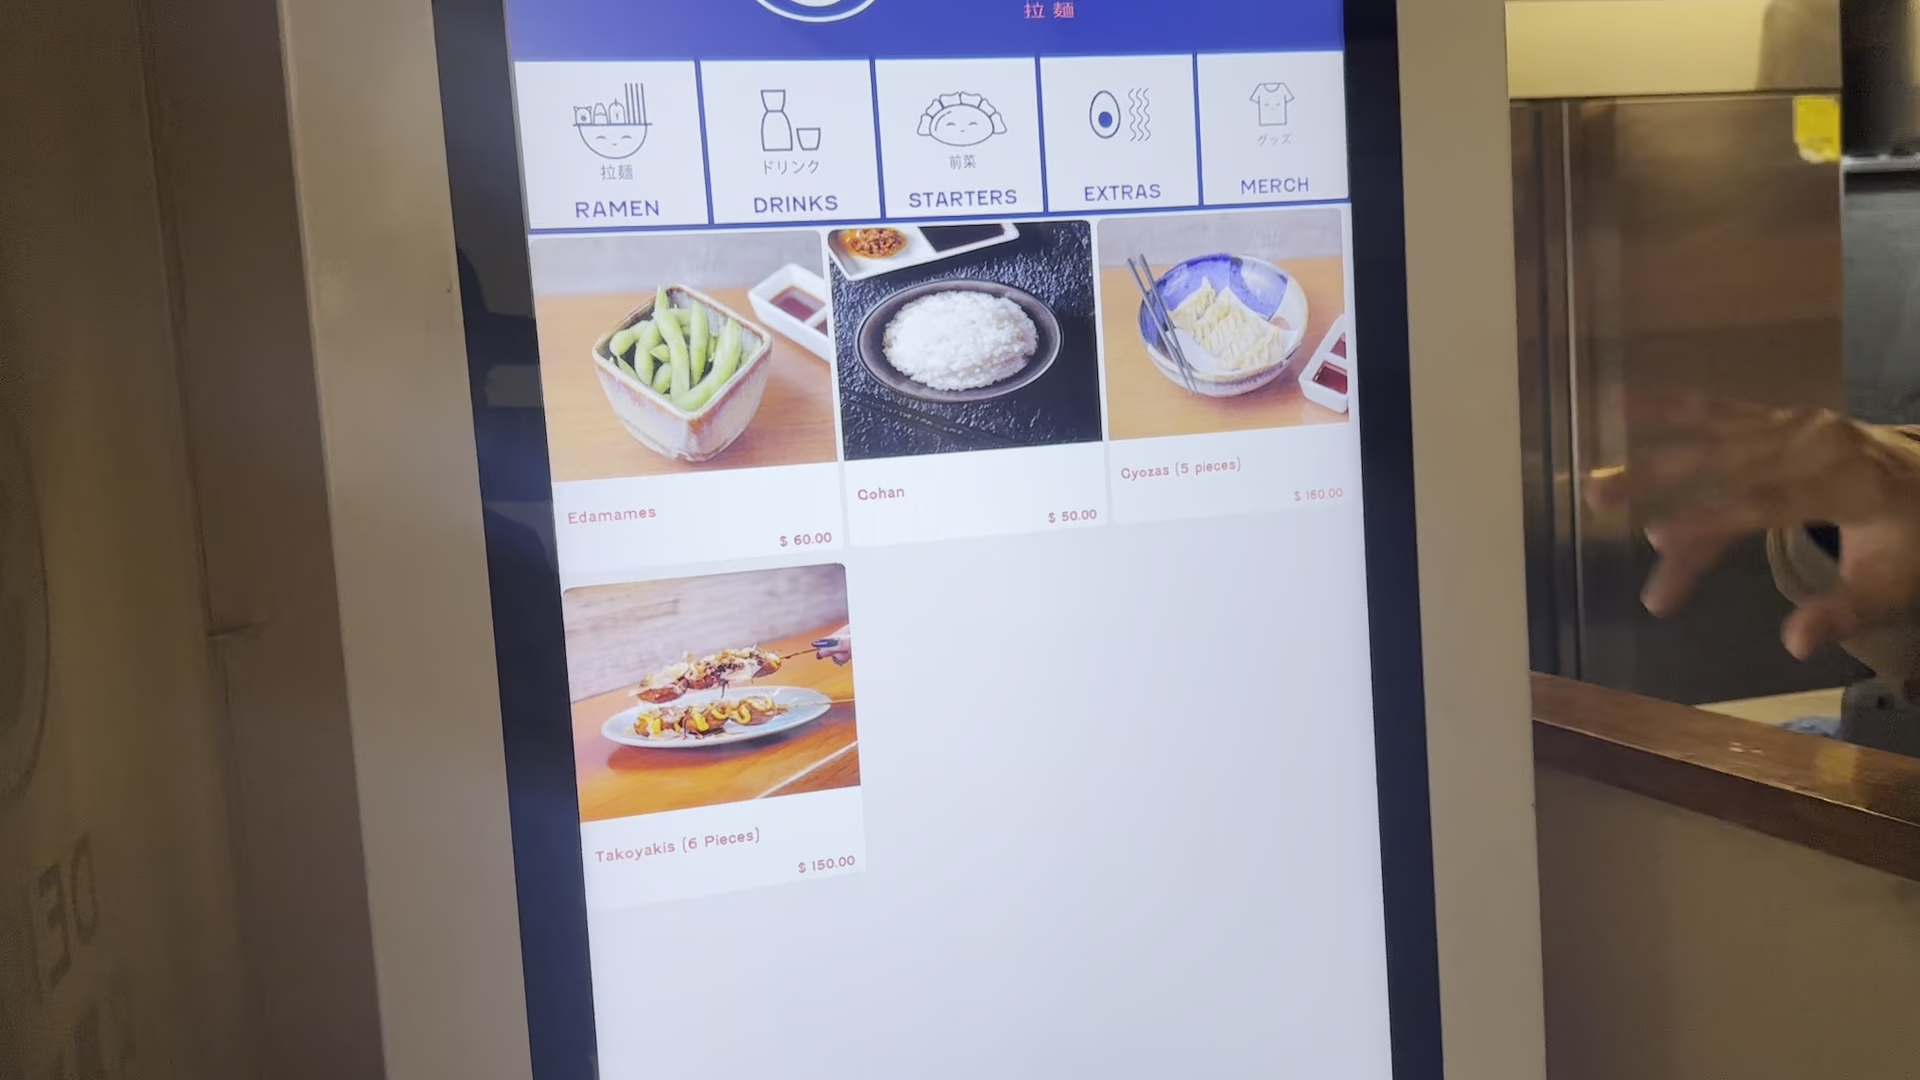 拉麺
拉麺
RAMEN
ドリンク
DRINKS
前菜
STARTERS
EXTRAS
グッズ
MERCH
Edamames
$ 60.00
Gohan
$ 50.00
Gyozas (5 pieces)
$ 160.00
Takoyakis (6 Pieces)
$ 150.00